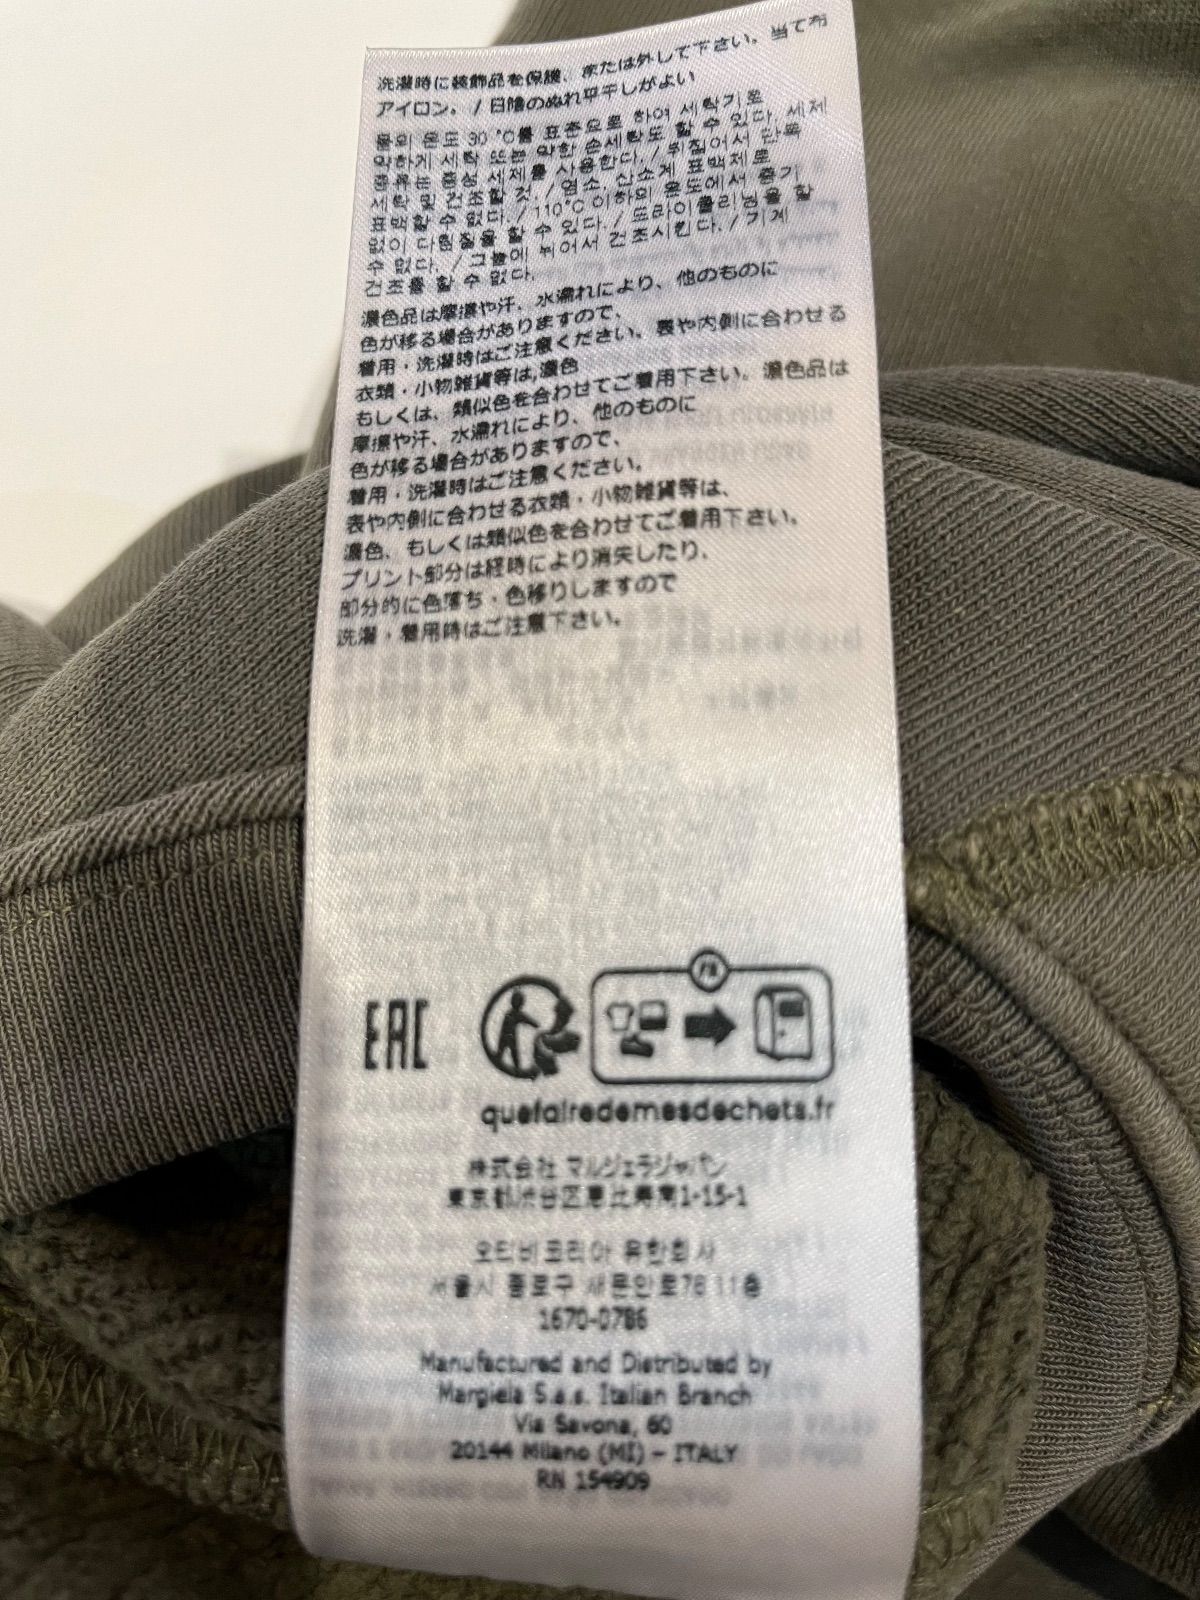 洗濯時に装飾品を保護、または外して下さい。当て布
アイロン。/ 日陰のぬれ平干しがよい
물의 온도 30 °C를 표준으로 하여 세탁기로
약하게 세탁 또는 약한 손세탁도 할 수 있다. 세제
종류는 중성 세제를 사용한다. / 뒤집어서 단독
세탁 및 건조할 것. / 염소, 산소계 표백제로
표백할 수 없다. / 110°C 이하의 온도에서 증기
없이 다림질을 할 수 있다. / 드라이클리닝을 할
수 없다. / 그늘에 뉘어서 건조시킨다. / 기계
건조를 할 수 없다.
濃色品は摩擦や汗、水濡れにより、他のものに
色が移る場合がありますので、
着用・洗濯時はご注意ください。表や内側に合わせる
衣類・小物雑貨等は,濃色
もしくは、類似色を合わせてご着用下さい。濃色品は
摩擦や汗、水濡れにより、他のものに
色が移る場合がありますので、
着用・洗濯時はご注意ください。
表や内側に合わせる衣類・小物雑貨等は、
濃色、もしくは類似色を合わせてご着用下さい。
プリント部分は経時により消失したり、
部分的に色落ち・色移りしますので
洗濯・着用時はご注意下さい。
EAC
FR
quefairedemesdechets.fr
株式会社 マルジェラジャパン
東京都渋谷区恵比寿南1-15-1
오티비코리아 유한회사
서울시 종로구 새문안로76 11층
1670-0786
Manufactured and Distributed by
Margiela S.a.s. Italian Branch
Via Savona, 60
20144 Milano (MI) - ITALY
RN 154909